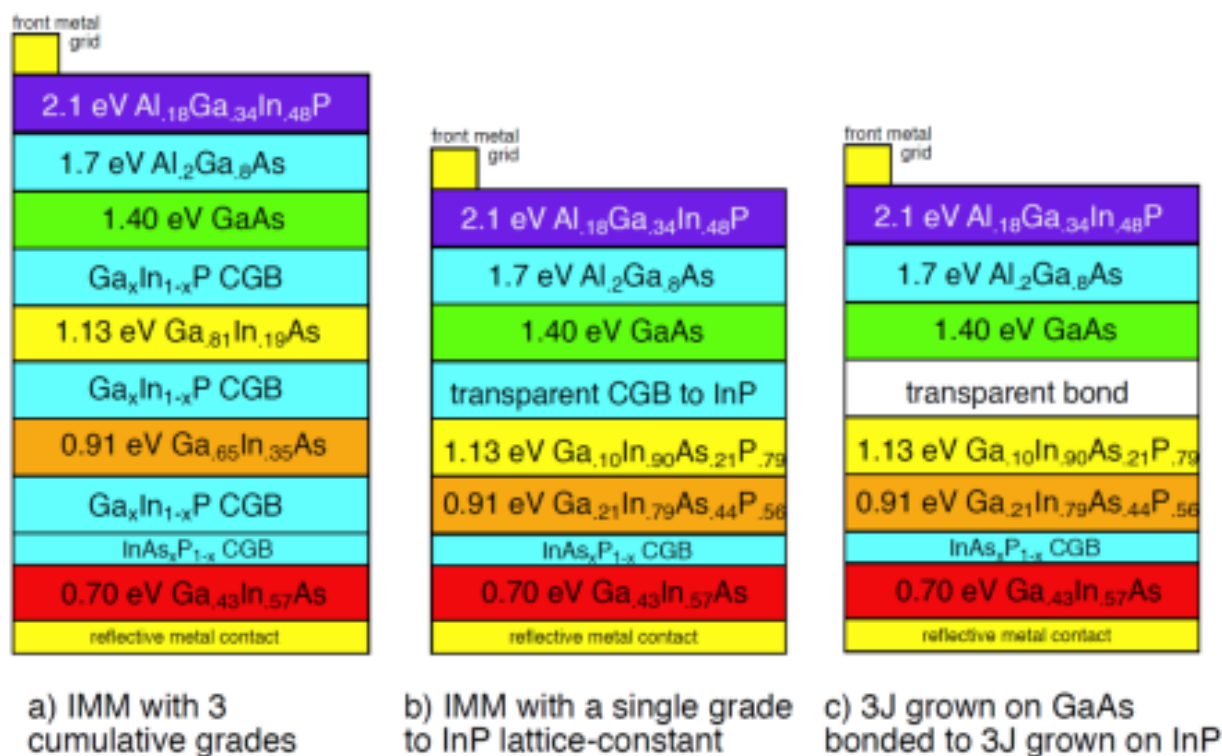 front metal
grid
2.1 eV Al.18Ga.34In.48P
1.7 eV Al.2Ga.8As
1.40 eV GaAs
GaxIn1-xP CGB
1.13 eV Ga.81In.19As
GaxIn1-xP CGB
0.91 eV Ga.65In.35As
GaxIn1-xP CGB
InAsxP1-x CGB
0.70 eV Ga.43In.57As
reflective metal contact
a) IMM with 3
cumulative grades
front metal
grid
2.1 eV Al.18Ga.34In.48P
1.7 eV Al.2Ga.8As
1.40 eV GaAs
transparent CGB to InP
1.13 eV Ga.10In.90As.21P.79
0.91 eV Ga.21In.79As.44P.56
InAsxP1-x CGB
0.70 eV Ga.43In.57As
reflective metal contact
b) IMM with a single grade
to InP lattice-constant
front metal
grid
2.1 eV Al.18Ga.34In.48P
1.7 eV Al.2Ga.8As
1.40 eV GaAs
transparent bond
1.13 eV Ga.10In.90As.21P.79
0.91 eV Ga.21In.79As.44P.56
InAsxP1-x CGB
0.70 eV Ga.43In.57As
reflective metal contact
c) 3J grown on GaAs
bonded to 3J grown on InP